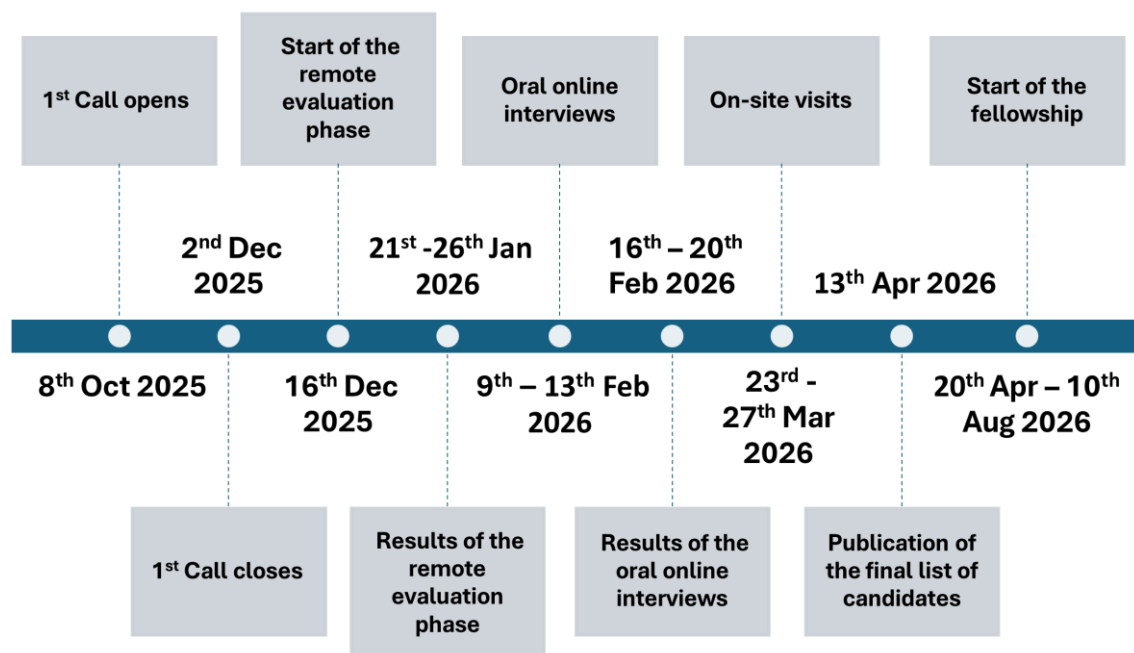 1st Call opens
Start of the
remote
evaluation
phase
Oral online
interviews
On-site visits
Start of the
fellowship
2nd Dec
2025
21st -26th Jan
2026
16th – 20th
Feb 2026
13th Apr 2026
8th Oct 2025
16th Dec
2025
9th – 13th Feb
2026
23rd -
27th Mar
2026
20th Apr – 10th
Aug 2026
1st Call closes
Results of the
remote
evaluation
phase
Results of the
oral online
interviews
Publication of
the final list of
candidates